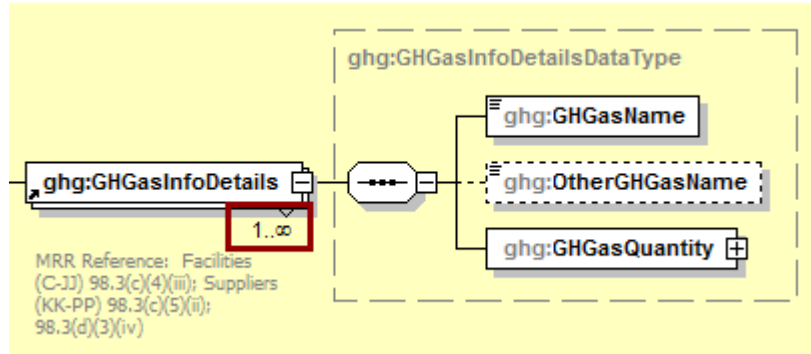 ghg:GHGasInfoDetailsDataType
ghg:GHGasName
ghg:GHGasInfoDetails
ghg:OtherGHGasName
1..∞
ghg:GHGasQuantity
MRR Reference: Facilities
(C-JJ) 98.3(c)(4)(iii); Suppliers
(KK-PP) 98.3(c)(5)(ii);
98.3(d)(3)(iv)